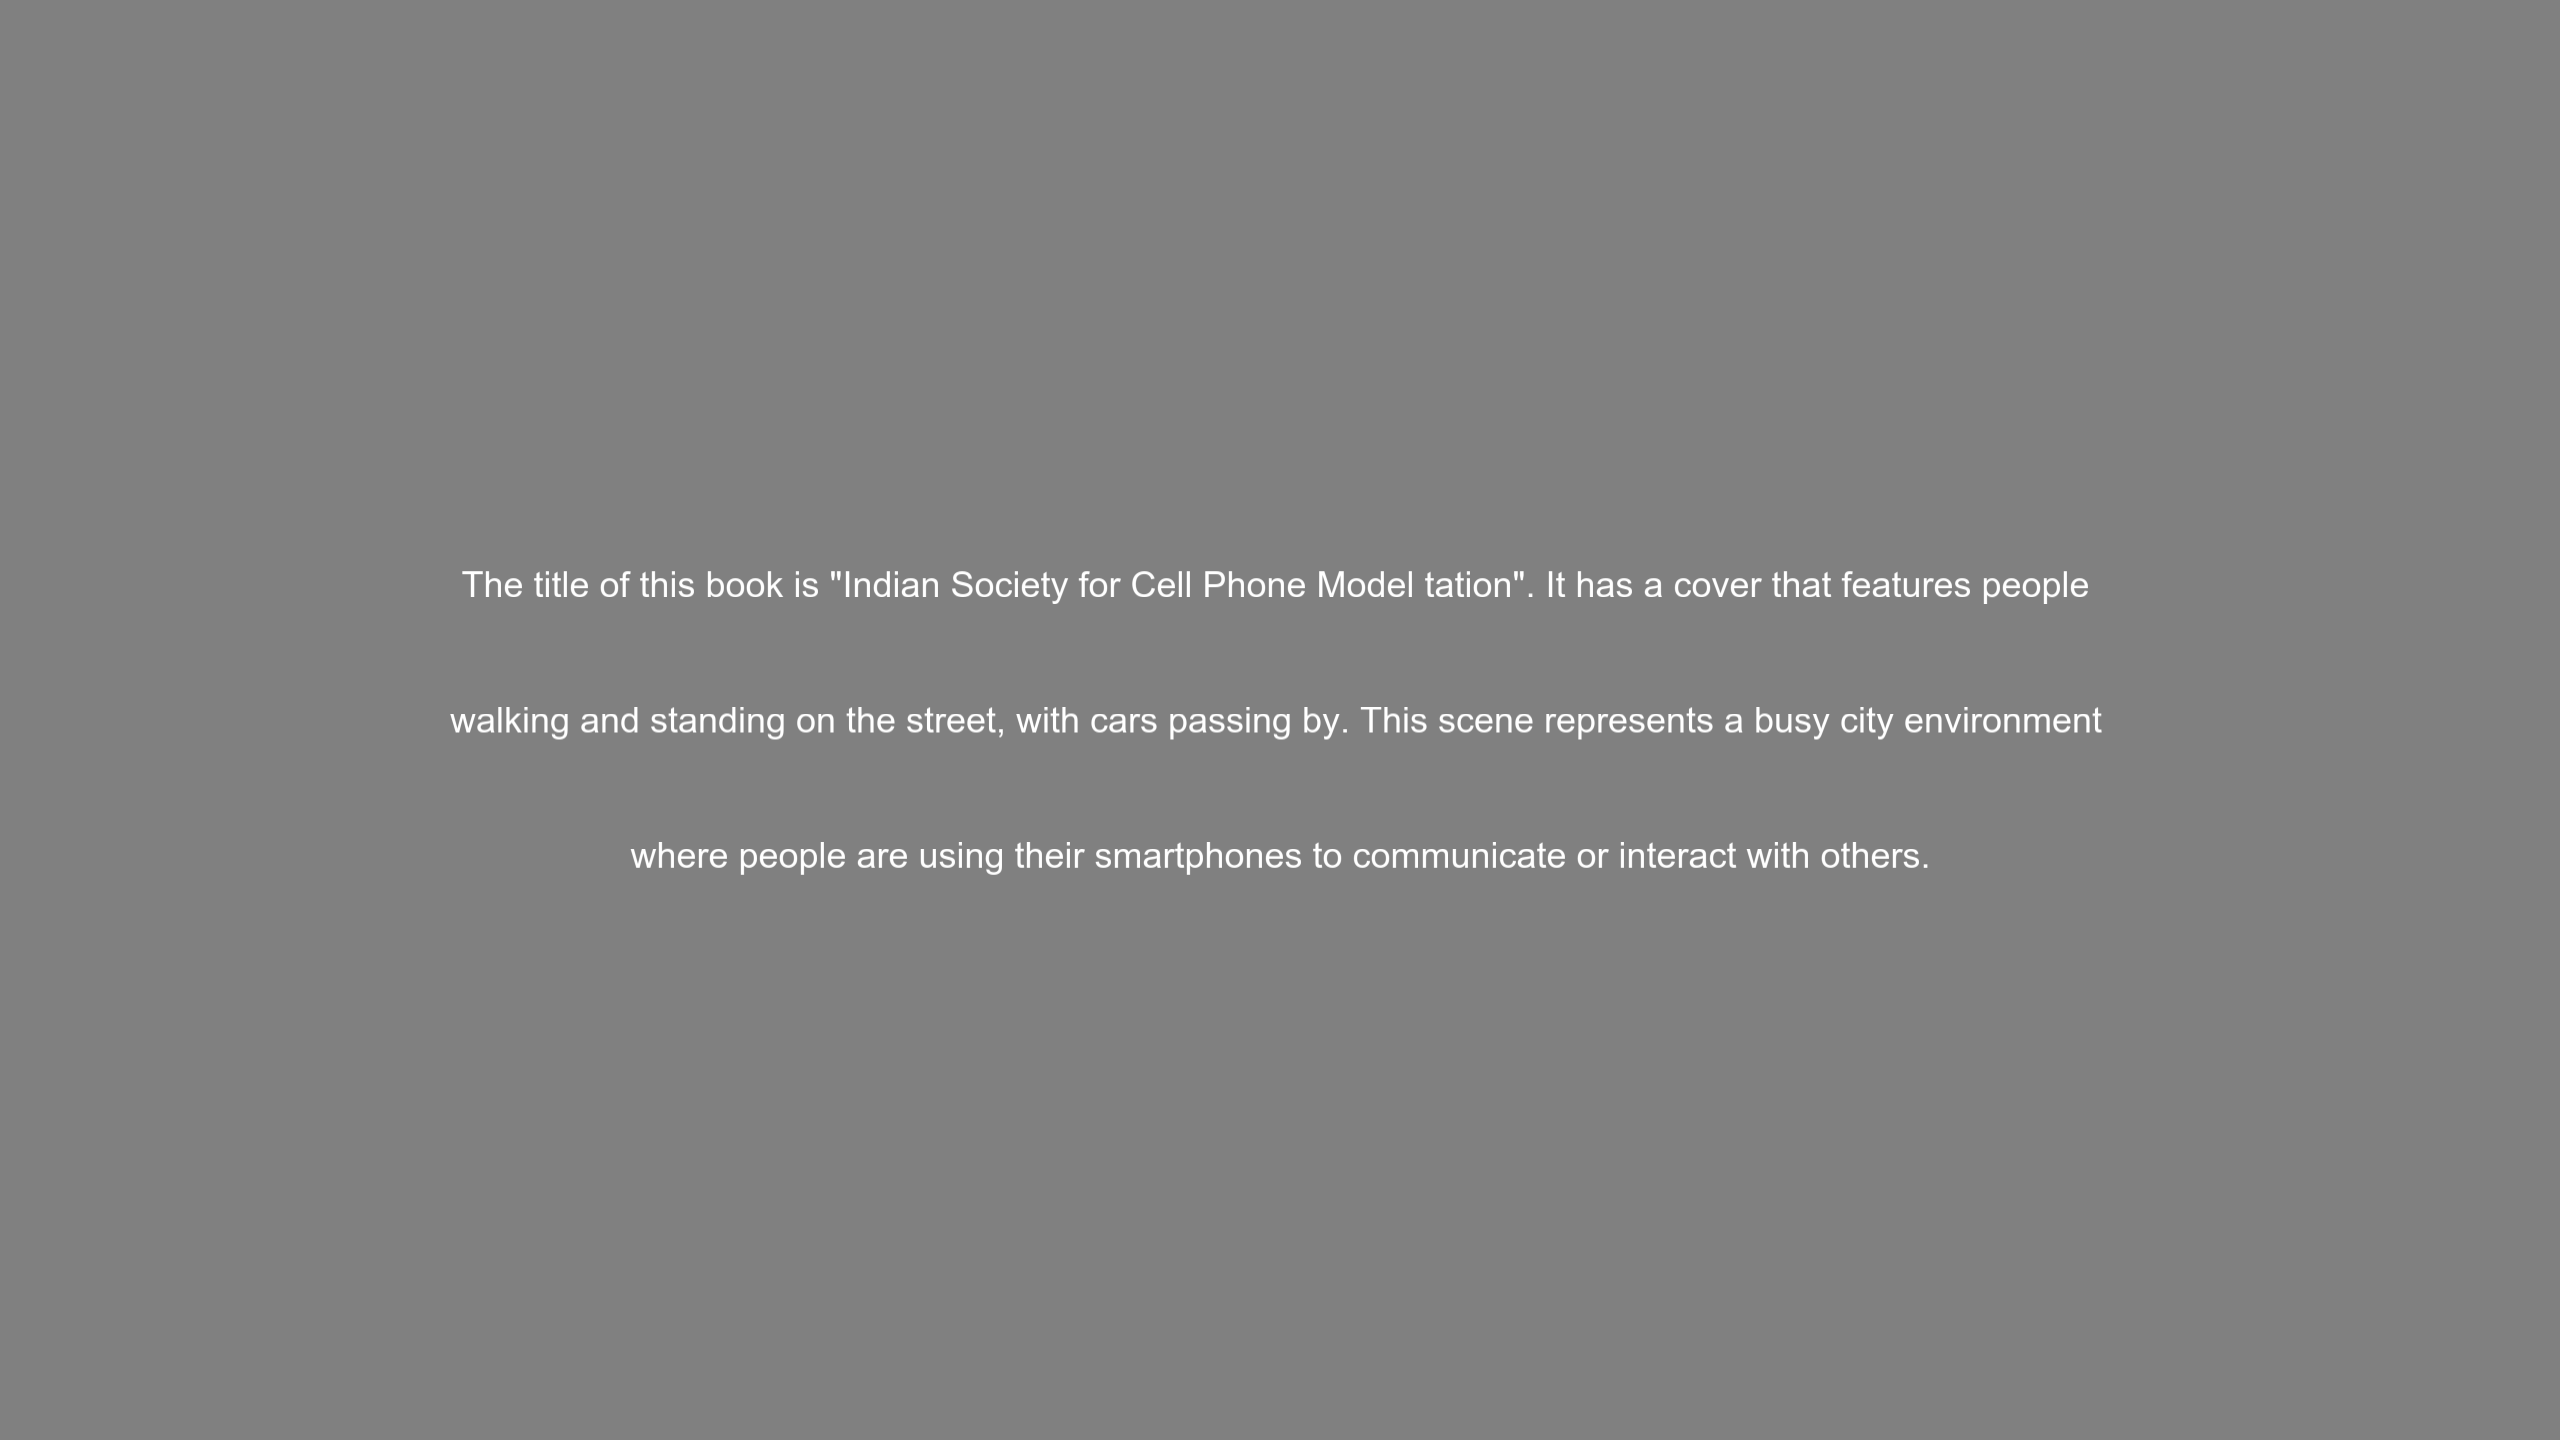 The title of this book is "Indian Society for Cell Phone Model tation". It has a cover that features people
walking and standing on the street, with cars passing by. This scene represents a busy city environment
where people are using their smartphones to communicate or interact with others.